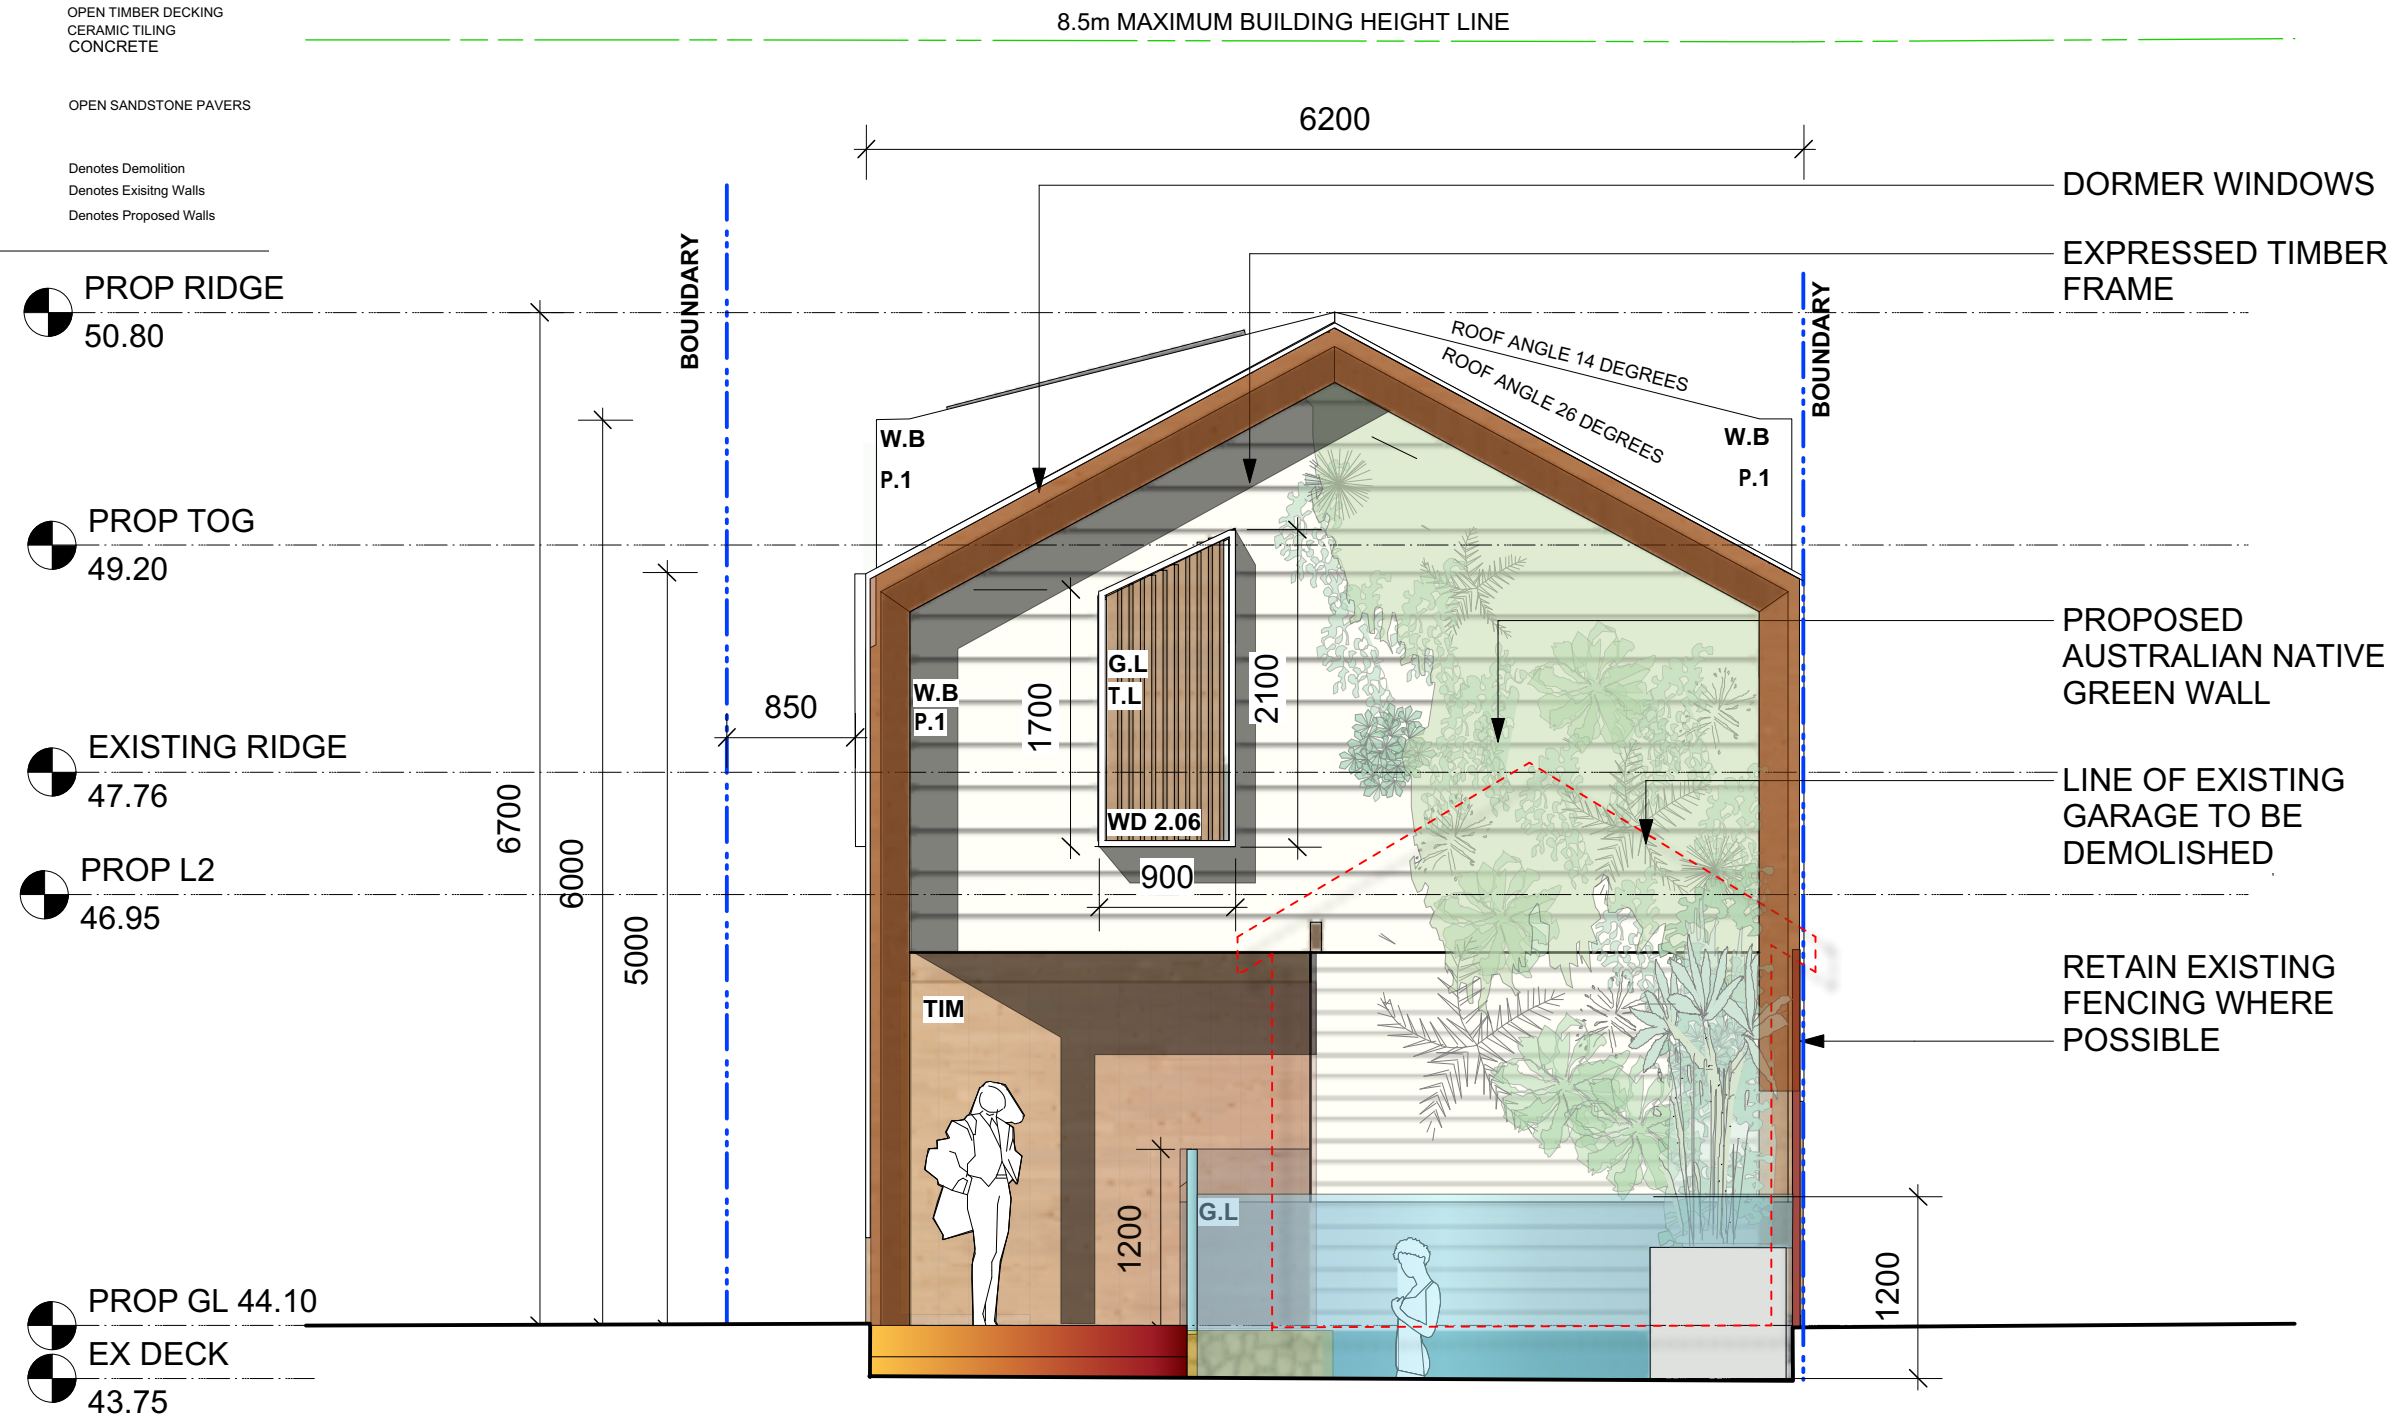 OPEN TIMBER DECKING
CERAMIC TILING
CONCRETE
8.5m MAXIMUM BUILDING HEIGHT LINE
OPEN SANDSTONE PAVERS
6200
Denotes Demolition
Denotes Exisitng Walls
Denotes Proposed Walls
DORMER WINDOWS
EXPRESSED TIMBER
FRAME
BOUNDARY
BOUNDARY
PROP RIDGE
50.80
ROOF ANGLE 14 DEGREES
ROOF ANGLE 26 DEGREES
W.B
P.1
W.B
P.1
PROP TOG
49.20
PROPOSED
AUSTRALIAN NATIVE
GREEN WALL
G.L
T.L
W.B
P.1
850
1700
2100
EXISTING RIDGE
47.76
WD 2.06
900
LINE OF EXISTING
GARAGE TO BE
DEMOLISHED
6700
6000
5000
PROP L2
46.95
RETAIN EXISTING
FENCING WHERE
POSSIBLE
TIM
G.L
1200
1200
PROP GL 44.10
EX DECK
43.75